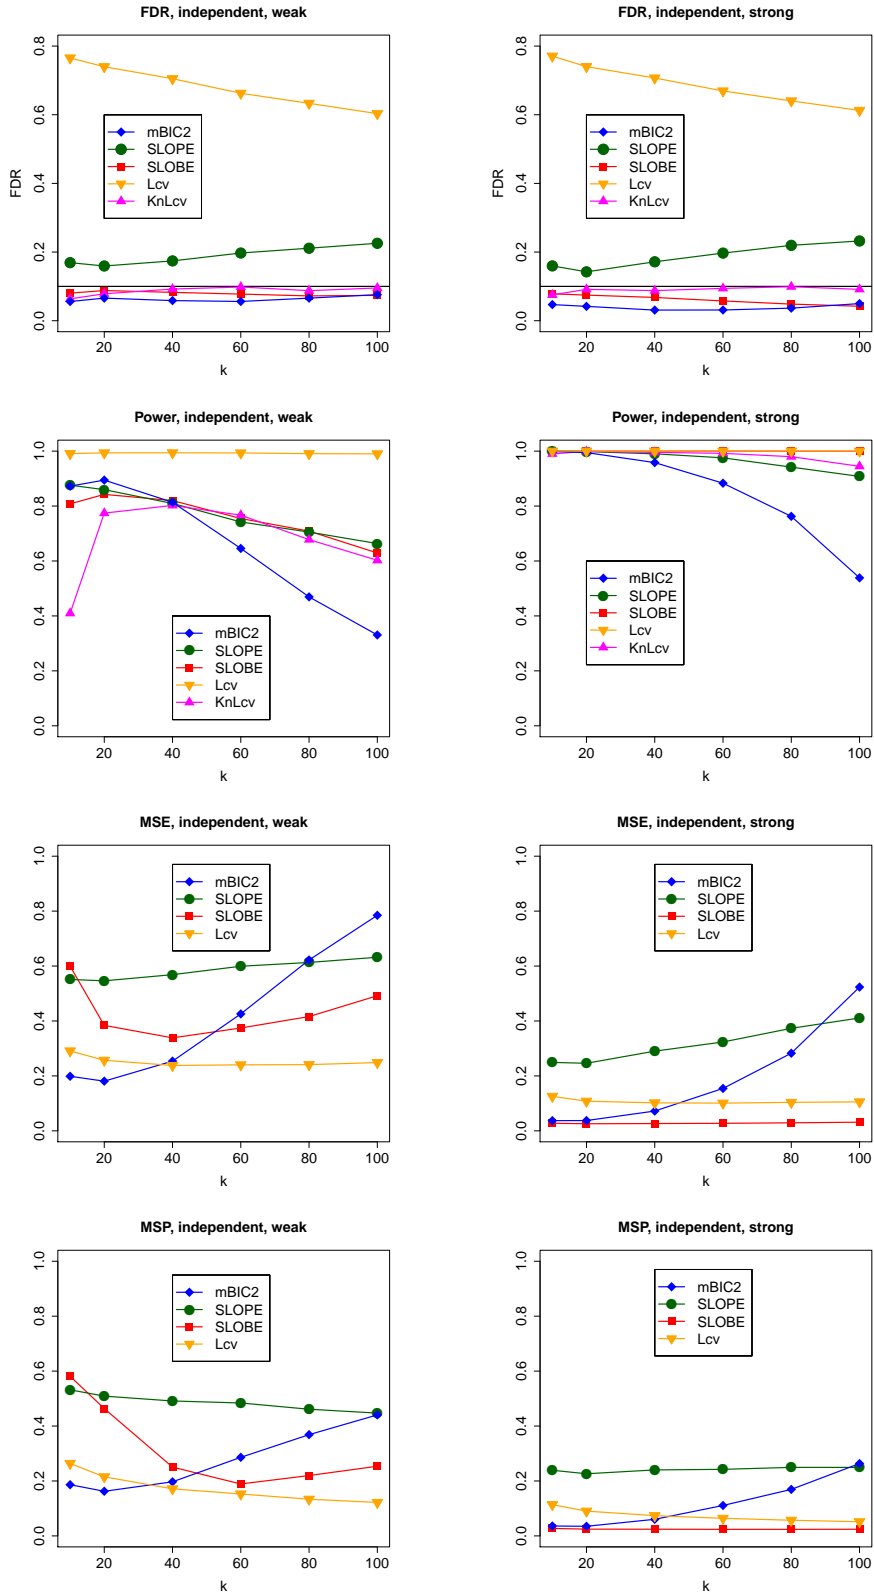 FDR, independent, weak
FDR
0.0 0.2 0.4 0.6 0.8
mBIC2
SLOPE
SLOBE
Lcv
KnLcv
20 40 60 80 100
k
FDR, independent, strong
FDR
0.0 0.2 0.4 0.6 0.8
mBIC2
SLOPE
SLOBE
Lcv
KnLcv
20 40 60 80 100
k
Power, independent, weak
0.0 0.2 0.4 0.6 0.8 1.0
mBIC2
SLOPE
SLOBE
Lcv
KnLcv
20 40 60 80 100
k
Power, independent, strong
0.0 0.2 0.4 0.6 0.8 1.0
mBIC2
SLOPE
SLOBE
Lcv
KnLcv
20 40 60 80 100
k
MSE, independent, weak
0.0 0.2 0.4 0.6 0.8 1.0
mBIC2
SLOPE
SLOBE
Lcv
20 40 60 80 100
k
MSE, independent, strong
0.0 0.2 0.4 0.6 0.8 1.0
mBIC2
SLOPE
SLOBE
Lcv
20 40 60 80 100
k
MSP, independent, weak
0.0 0.2 0.4 0.6 0.8 1.0
mBIC2
SLOPE
SLOBE
Lcv
20 40 60 80 100
k
MSP, independent, strong
0.0 0.2 0.4 0.6 0.8 1.0
mBIC2
SLOPE
SLOBE
Lcv
20 40 60 80 100
k